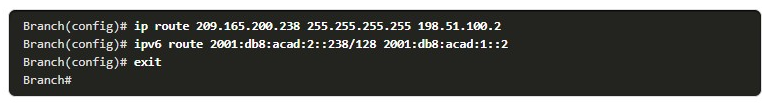 Branch(config)# ip route 209.165.200.238 255.255.255.255 198.51.100.2
Branch(config)# ipv6 route 2001:db8:acad:2::238/128 2001:db8:acad:1::2
Branch(config)# exit
Branch#